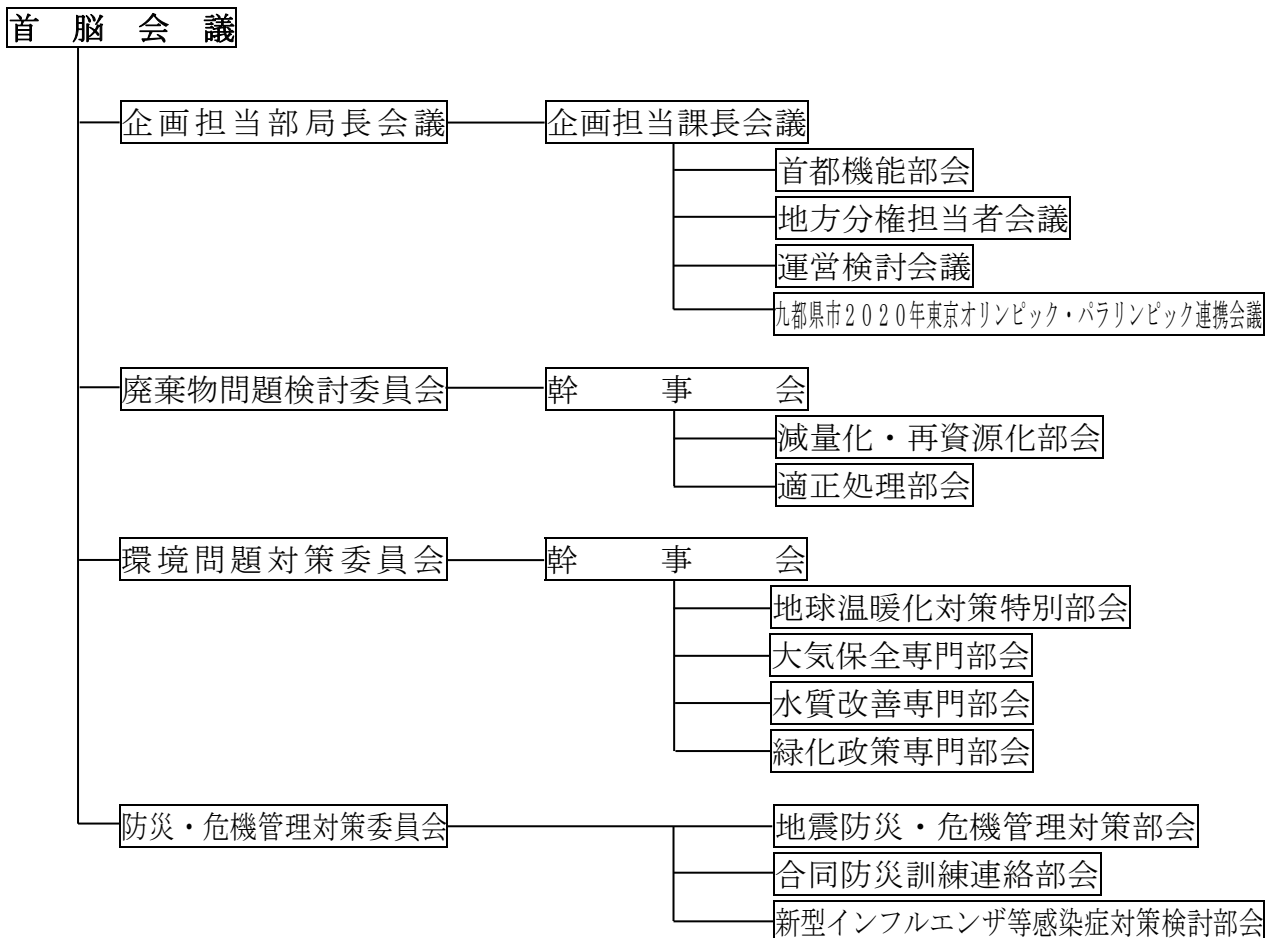 首脳会議
企画担当部局長会議
企画担当課長会議
首都機能部会
地方分権担当者会議
運営検討会議
九都県市2020年東京オリンピック・パラリンピック連携会議
廃棄物問題検討委員会
幹事会
減量化・再資源化部会
適正処理部会
環境問題対策委員会
幹事会
地球温暖化対策特別部会
大気保全専門部会
水質改善専門部会
緑化政策専門部会
防災・危機管理対策委員会
地震防災・危機管理対策部会
合同防災訓練連絡部会
新型インフルエンザ等感染症対策検討部会